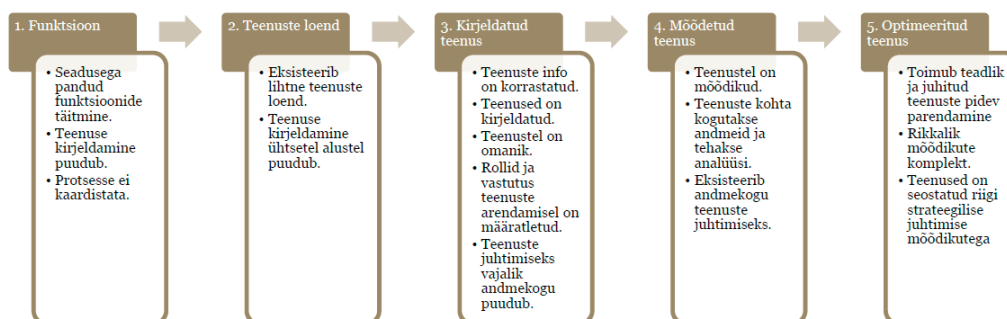 1. Funktsioon
• Seadusega
pandud
funktsioonide
täitmine.
• Teenuse
kirjeldamine
puudub.
• Protsesse ei
kaardistata.
2. Teenuste loend
• Eksisteerib
lihtne teenuste
loend.
• Teenuse
kirjeldamine
ühtsetel alustel
puudub.
3. Kirjeldatud
teenus
• Teenuste info
on korrastatud.
• Teenused on
kirjeldatud.
• Teenustel on
omanik.
• Rollid ja
vastutus
teenuste
arendamisel on
määratletud.
• Teenuste
juhtimiseks
vajalik
andmekogu
puudub.
4. Mõõdetud
teenus
• Teenustel on
mõõdikud.
• Teenuste kohta
kogutakse
andmeid ja
tehakse
analüüsi.
• Eksisteerib
andmekogu
teenuste
juhtimiseks.
5. Optimeeritud
teenus
• Toimub teadlik
ja juhitud
teenuste pidev
parendamine
• Rikkalik
mõõdikute
komplekt.
• Teenused on
seostatud riigi
strateegilise
juhtimise
mõõdikutega